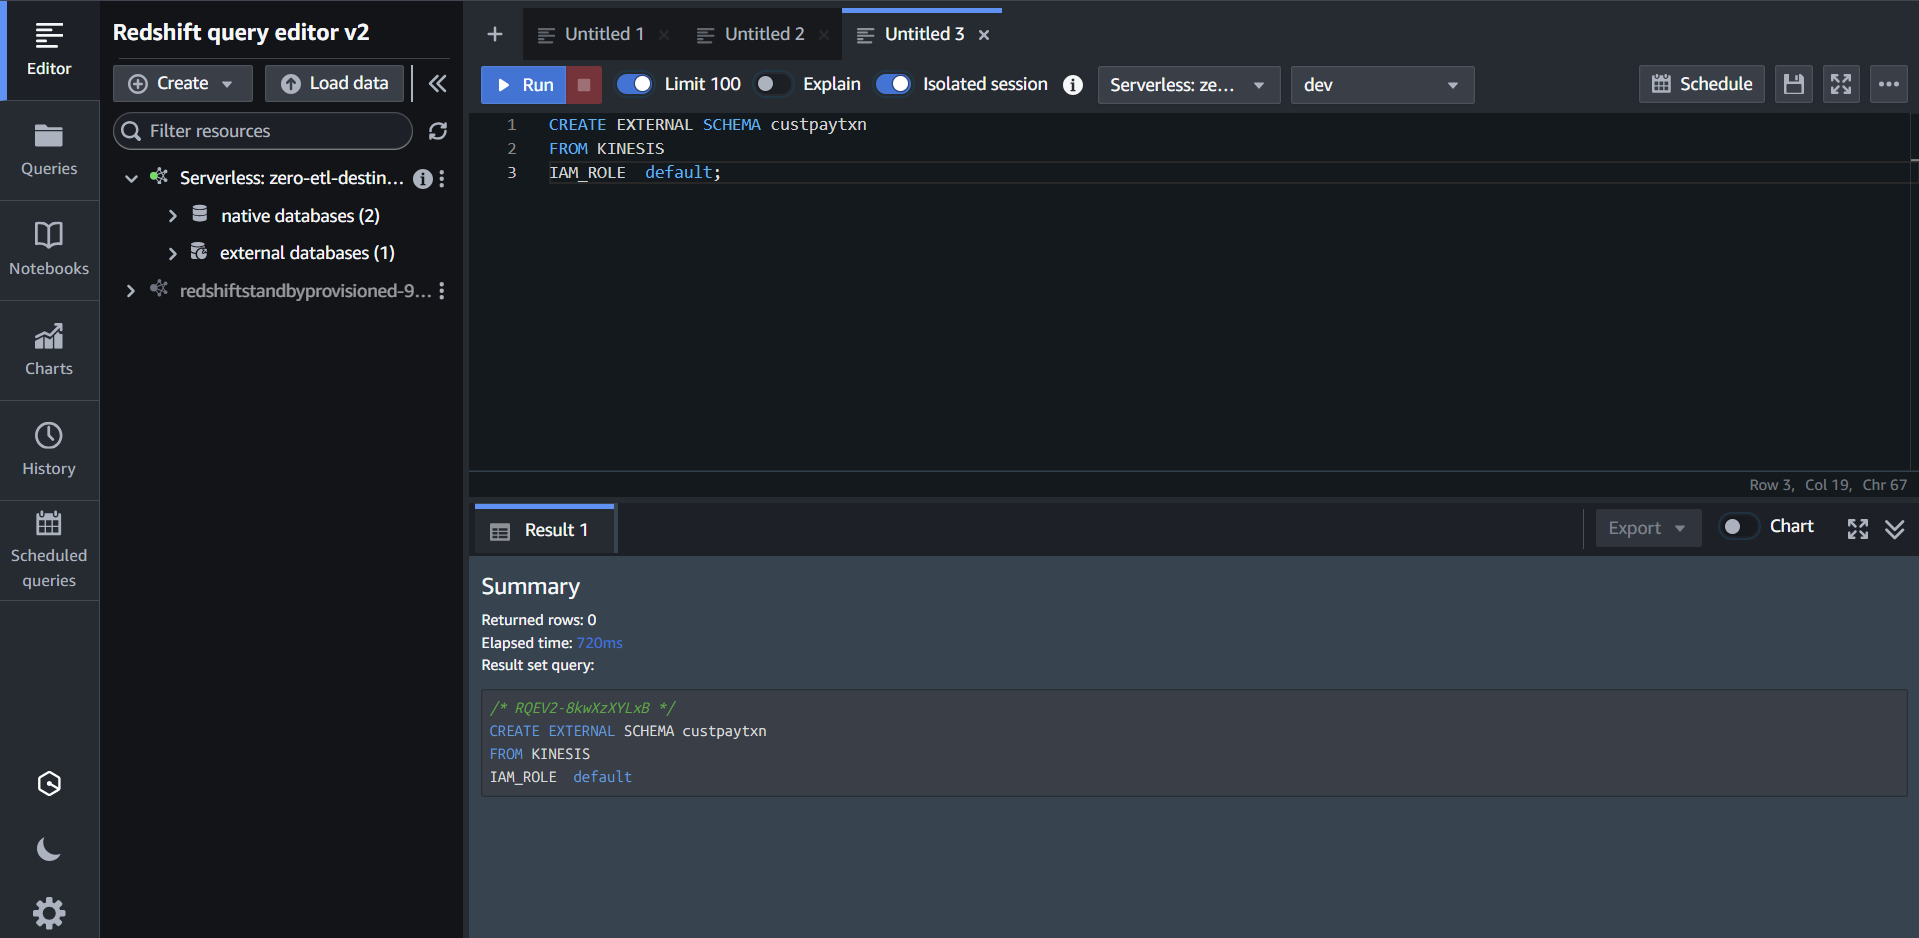 Editor
Queries
Notebooks
Charts
History
Scheduled
queries
Redshift query editor v2
Create
Load data
Filter resources
Serverless: zero-etl-destin...
native databases (2)
external databases (1)
redshiftstandbyprovisioned-9...
Untitled 1
Untitled 2
Untitled 3
Run
Limit 100
Explain
Isolated session
Serverless: ze...
dev
Schedule
1 CREATE EXTERNAL SCHEMA custpaytxn
2 FROM KINESIS
3 IAM_ROLE  default;
Row 3, Col 19, Chr 67
Result 1
Export
Chart
Summary
Returned rows: 0
Elapsed time: 720ms
Result set query:
/* RQEV2-8kwXzXYLxB */
CREATE EXTERNAL SCHEMA custpaytxn
FROM KINESIS
IAM_ROLE  default